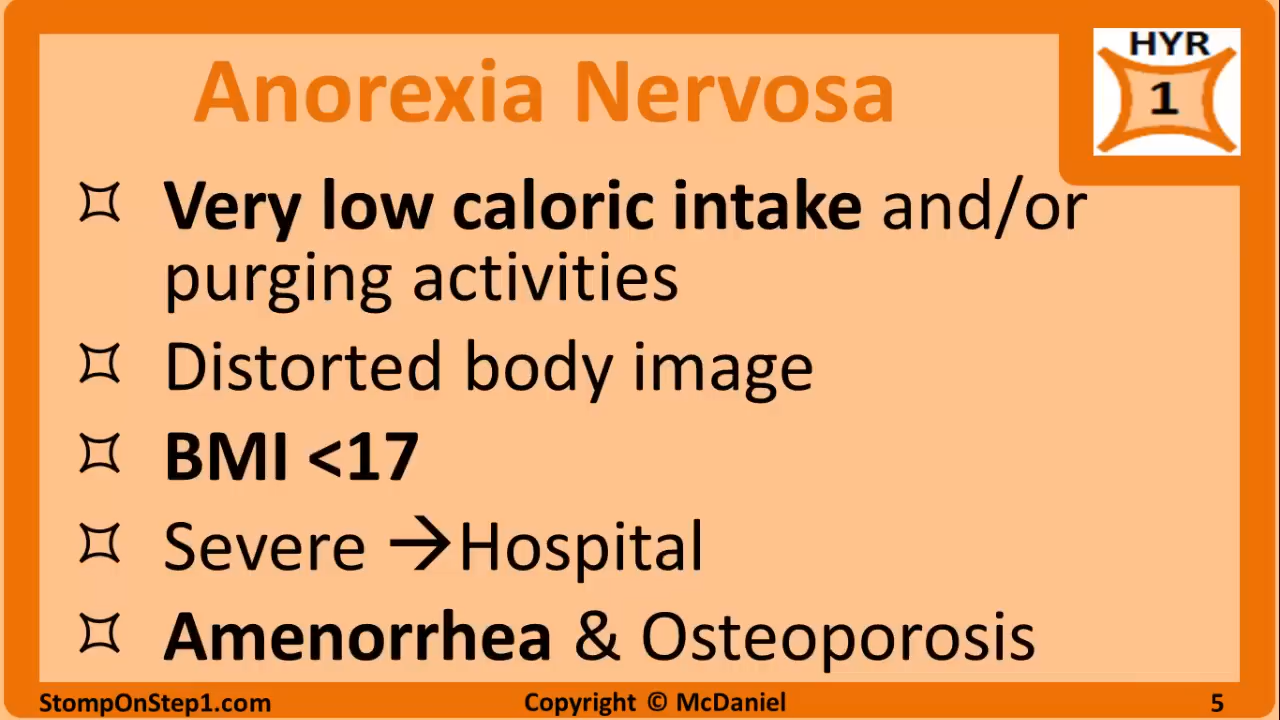 Anorexia Nervosa
HYR
1
Very low caloric intake and/or
purging activities
Distorted body image
BMI <17
Severe →Hospital
Amenorrhea & Osteoporosis
StompOnStep1.com
Copyright © McDaniel
5